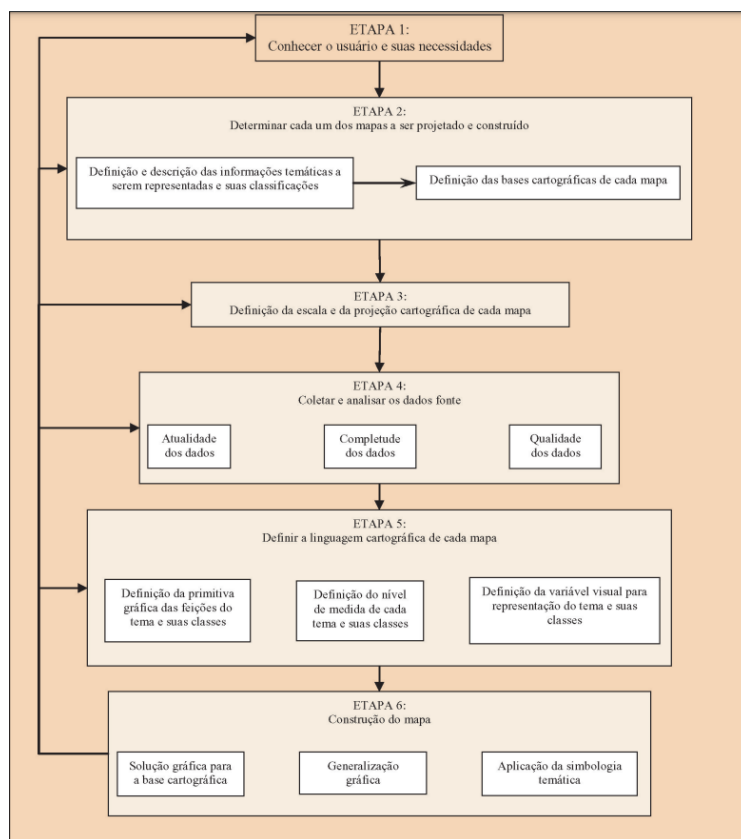 ETAPA 1:
Conhecer o usuário e suas necessidades
ETAPA 2:
Determinar cada um dos mapas a ser projetado e construído
Definição e descrição das informações temáticas a
serem representadas e suas classificações
Definição das bases cartográficas de cada mapa
ETAPA 3:
Definição da escala e da projeção cartográfica de cada mapa
ETAPA 4:
Coletar e analisar os dados fonte
Atualidade
dos dados
Completude
dos dados
Qualidade
dos dados
ETAPA 5:
Definir a linguagem cartográfica de cada mapa
Definição da primitiva
gráfica das feições do
tema e suas classes
Definição do nível
de medida de cada
tema e suas classes
Definição da variável visual para
representação do tema e suas
classes
ETAPA 6:
Construção do mapa
Solução gráfica para
a base cartográfica
Generalização
gráfica
Aplicação da simbologia
temática